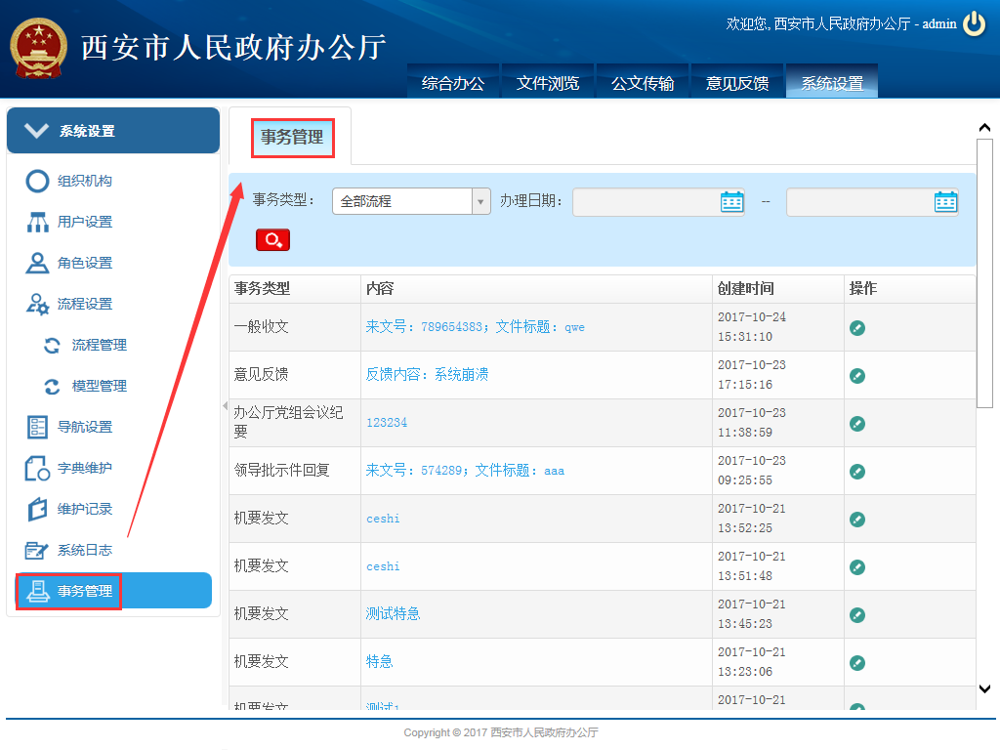 欢迎您, 西安市人民政府办公厅 - admin
西安市人民政府办公厅
综合办公 文件浏览 公文传输 意见反馈 系统设置
系统设置
组织机构
用户设置
角色设置
流程设置
流程管理
模型管理
导航设置
字典维护
维护记录
系统日志
事务管理
事务管理
事务类型： 全部流程 办理日期： --
事务类型 内容 创建时间 操作
一般收文 来文号：789654383；文件标题：qwe 2017-10-24
15:31:10
意见反馈 反馈内容：系统崩溃 2017-10-23
17:15:16
办公厅党组会议纪
要 123234 2017-10-23
11:38:59
领导批示件回复 来文号：574289；文件标题：aaa 2017-10-23
09:25:55
机要发文 ceshi 2017-10-21
13:52:25
机要发文 ceshi 2017-10-21
13:51:48
机要发文 测试特急 2017-10-21
13:45:23
机要发文 特急 2017-10-21
13:23:06
机要发文 测试1 2017-10-21
Copyright © 2017 西安市人民政府办公厅